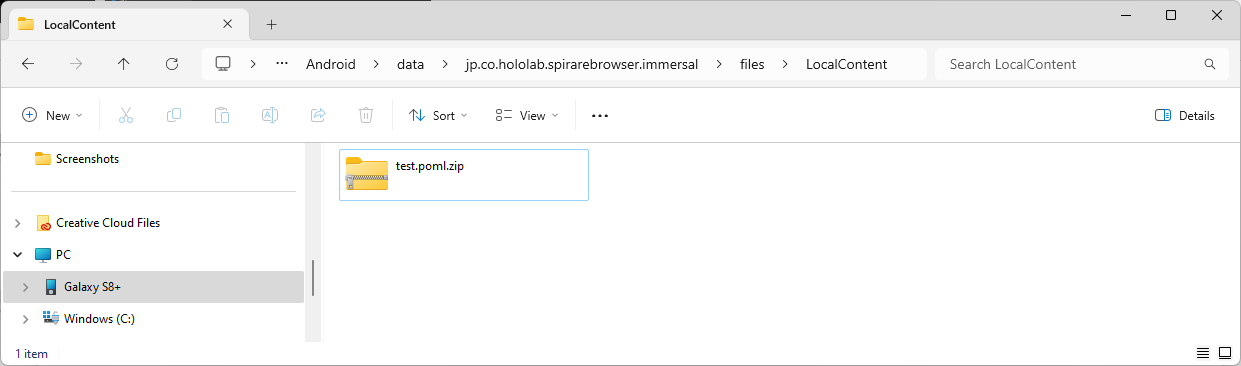 LocalContent
Android > data > jp.co.hololab.spirarebrowser.immersal > files > LocalContent
Search LocalContent
New
Sort
View
Details
Screenshots
Creative Cloud Files
PC
Galaxy S8+
Windows (C:)
test.poml.zip
1 item